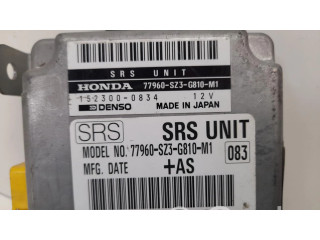 SRS UNIT
HONDA 77960-SZ3-G810-M1
152300-0834 12V
DENSO MADE IN JAPAN
SRS SRS UNIT
MODEL NO. 77960-SZ3-G810-M1 083
MFG. DATE +AS